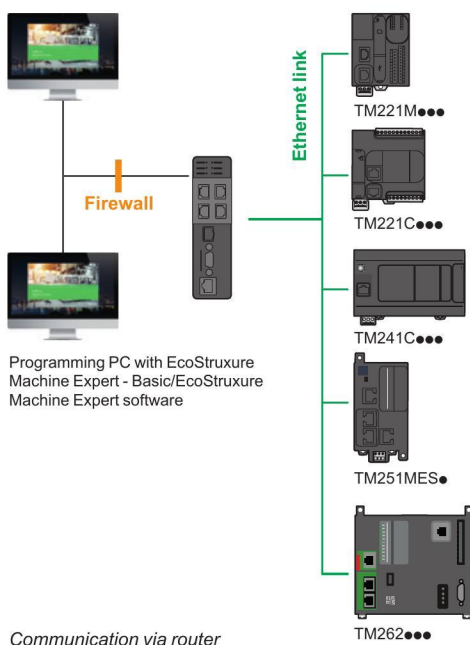 Ethernet link
TM221M●●●
Firewall
TM221C●●●
TM241C●●●
Programming PC with EcoStruxure
Machine Expert - Basic/EcoStruxure
Machine Expert software
TM251MES●
TM262●●●
Communication via router